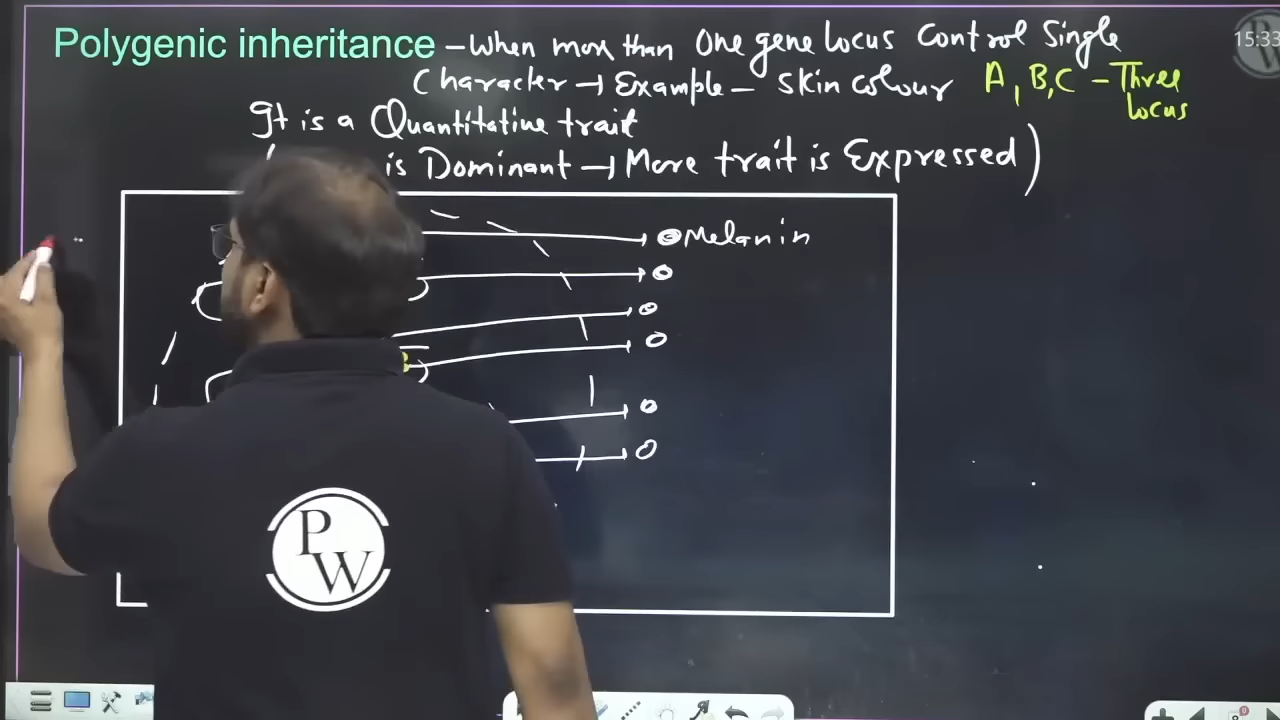 Polygenic inheritance - When more than One gene locus Control Single
Character → Example - Skin colour A, B, C - Three
locus
It is a Quantitative trait
is Dominant → More trait is Expressed)
Melanin
15:33
P
W